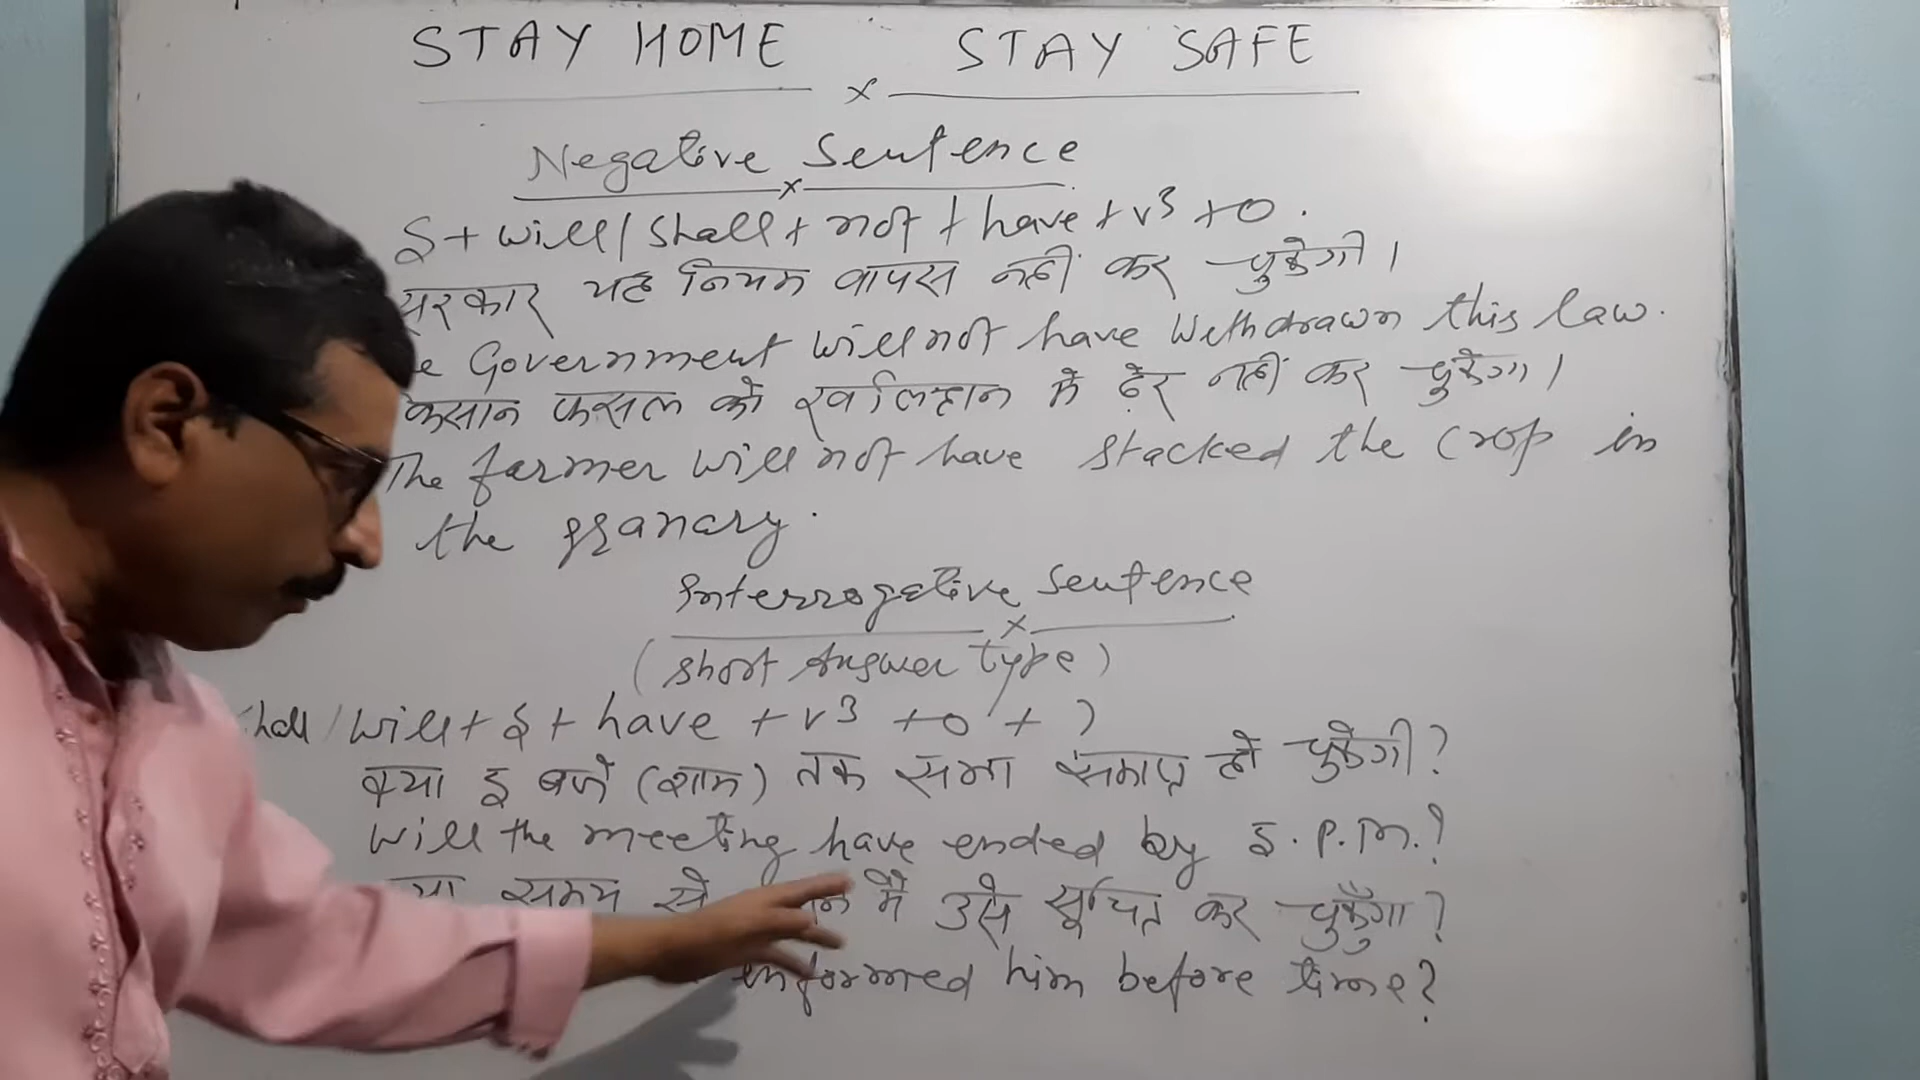 STAY HOME x STAY SAFE
Negative Sentence
S + will / Shall + not + have + v3 + O .
सरकार यह नियम वापस नहीं कर चुकेगी ।
Government will not have Withdrawn this law .
किसान फसल को खलिहान में ढ़ेर नहीं कर चुकेगा ।
The farmer will not have stacked the crop in
the granary .
Interrogative Sentence
( Short Answer Type )
/ Will + S + have + v3 + O + ?
क्या 5 बजे (शाम) तक सभा समाप्त हो चुकेगी ?
Will the meeting have ended by 5. P.M. ?
समय से मैं उसे सूचित कर चुकूँगा ?
informed him before time ?